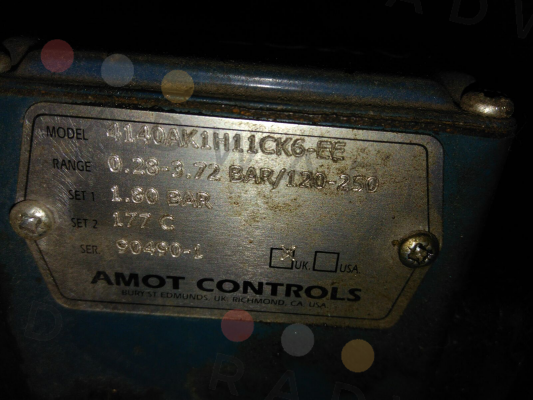 MODEL 4140AK1H11CK6-EE
RANGE 0.28-3.72 BAR/120-250
SET 1 1.80 BAR
SET 2 177 C
SER. 90490-1 X UK. USA.
AMOT CONTROLS
BURY ST EDMUNDS, UK. RICHMOND, CA. USA.